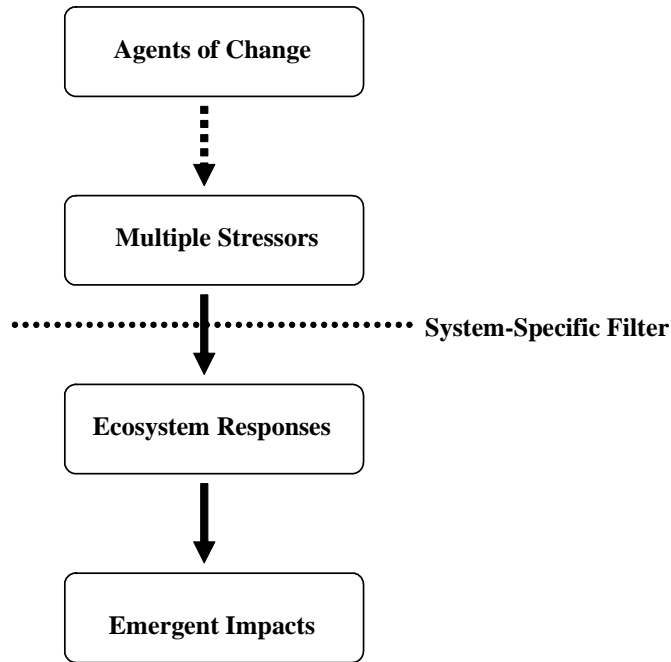 Agents of Change
Multiple Stressors
System-Specific Filter
Ecosystem Responses
Emergent Impacts